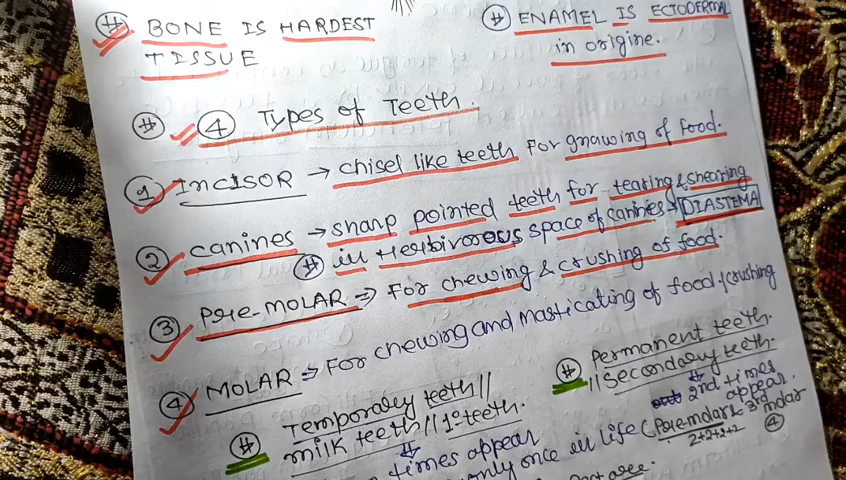 # BONE IS HARDEST
TISSUE
# ENAMEL IS ECTODERMAL
in origine.
# 4 Types of Teeth.
1 INCISOR → chisel like teeth For gnawing of food.
2 canines → sharp pointed teeth for tearing & shearing
# in Herbivorous space of canines → DIASTEMA
3 Pre-MOLAR ⇒ For chewing & crushing of food.
4 MOLAR ⇒ For chewing and masticating of food / crushing
# Temporary teeth //
milk teeth // 1° teeth.
times appear
only once in life (Premolar & 3rd molar
2+2+2+2 4
# Permanent teeth.
// Secondary teeth.
2nd times
appear.